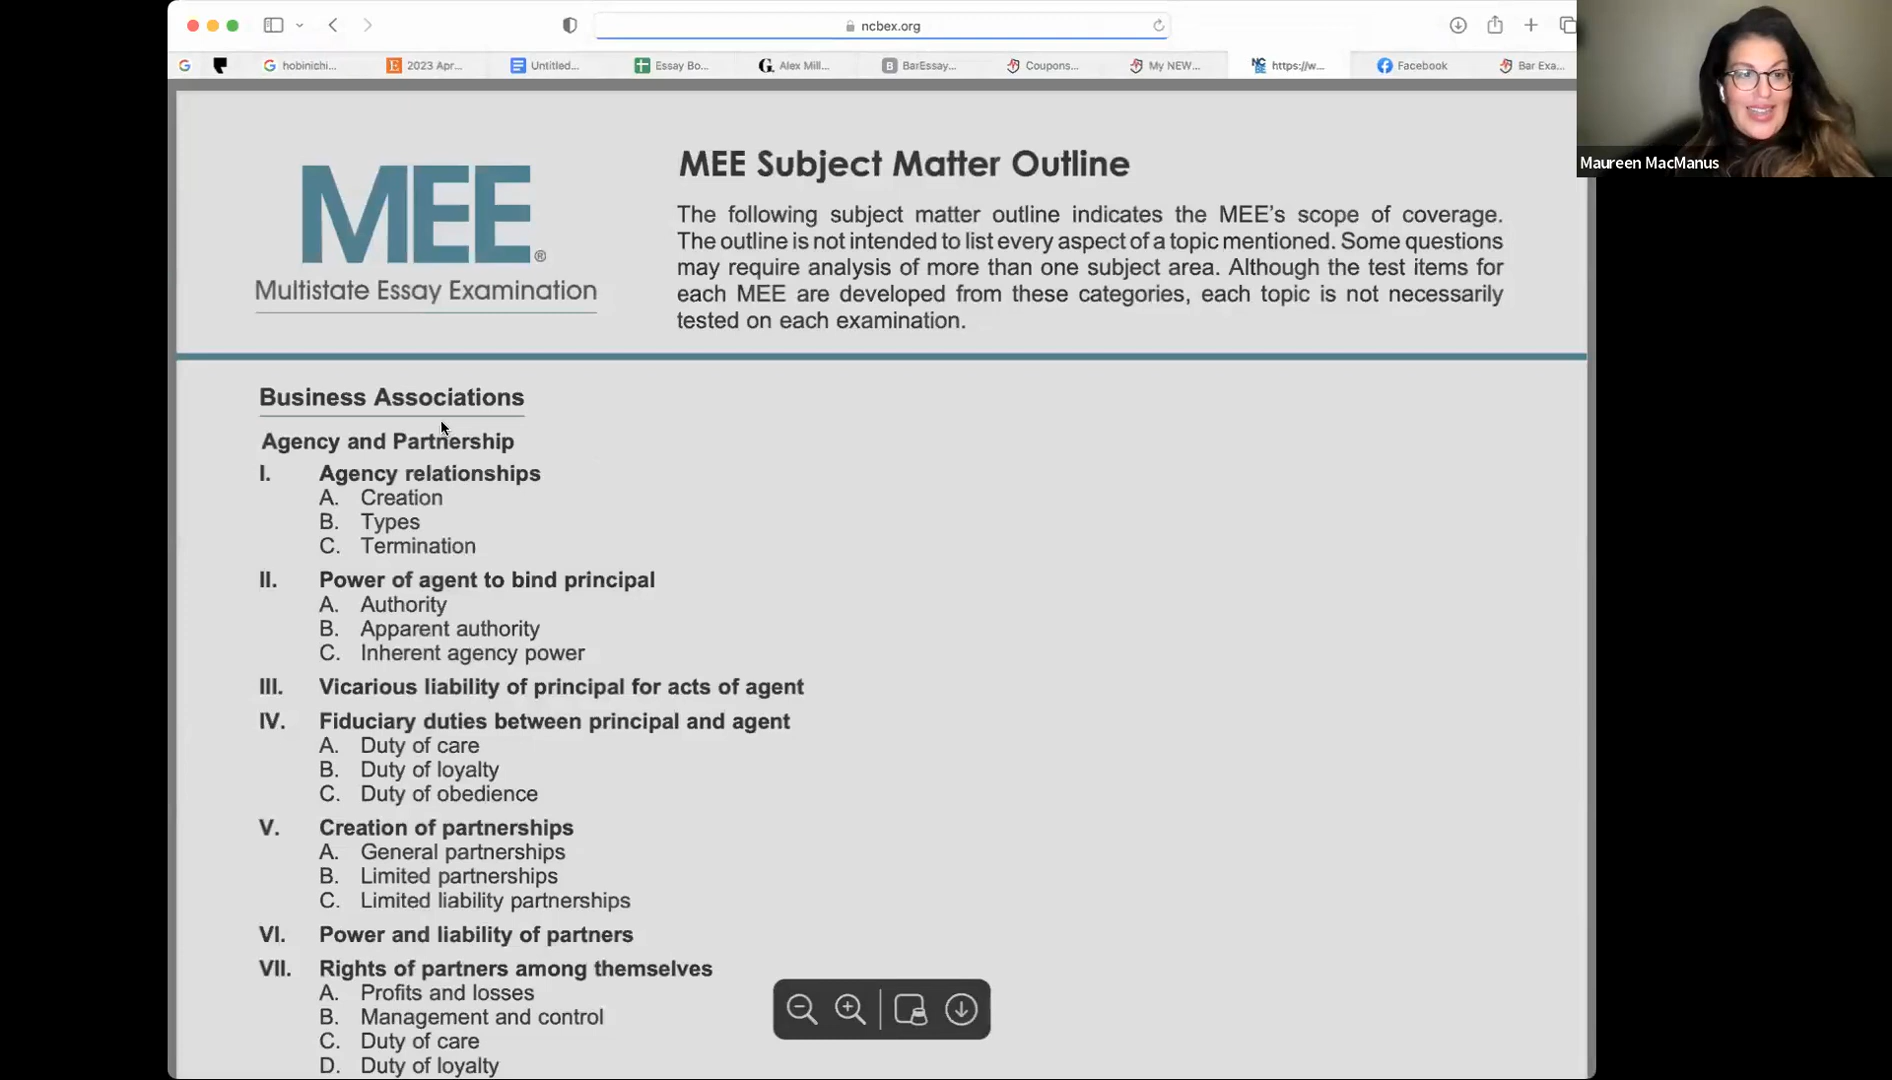 ncbex.org
hobinichi...
2023 Apr...
Untitled...
Essay Bo...
Alex Mill...
BarEssay...
Coupons...
My NEW...
https://w...
Facebook
Bar Exa...
Maureen MacManus
MEE®
Multistate Essay Examination
MEE Subject Matter Outline
The following subject matter outline indicates the MEE's scope of coverage.
The outline is not intended to list every aspect of a topic mentioned. Some questions
may require analysis of more than one subject area. Although the test items for
each MEE are developed from these categories, each topic is not necessarily
tested on each examination.
Business Associations
Agency and Partnership
I. Agency relationships
A. Creation
B. Types
C. Termination
II. Power of agent to bind principal
A. Authority
B. Apparent authority
C. Inherent agency power
III. Vicarious liability of principal for acts of agent
IV. Fiduciary duties between principal and agent
A. Duty of care
B. Duty of loyalty
C. Duty of obedience
V. Creation of partnerships
A. General partnerships
B. Limited partnerships
C. Limited liability partnerships
VI. Power and liability of partners
VII. Rights of partners among themselves
A. Profits and losses
B. Management and control
C. Duty of care
D. Duty of loyalty